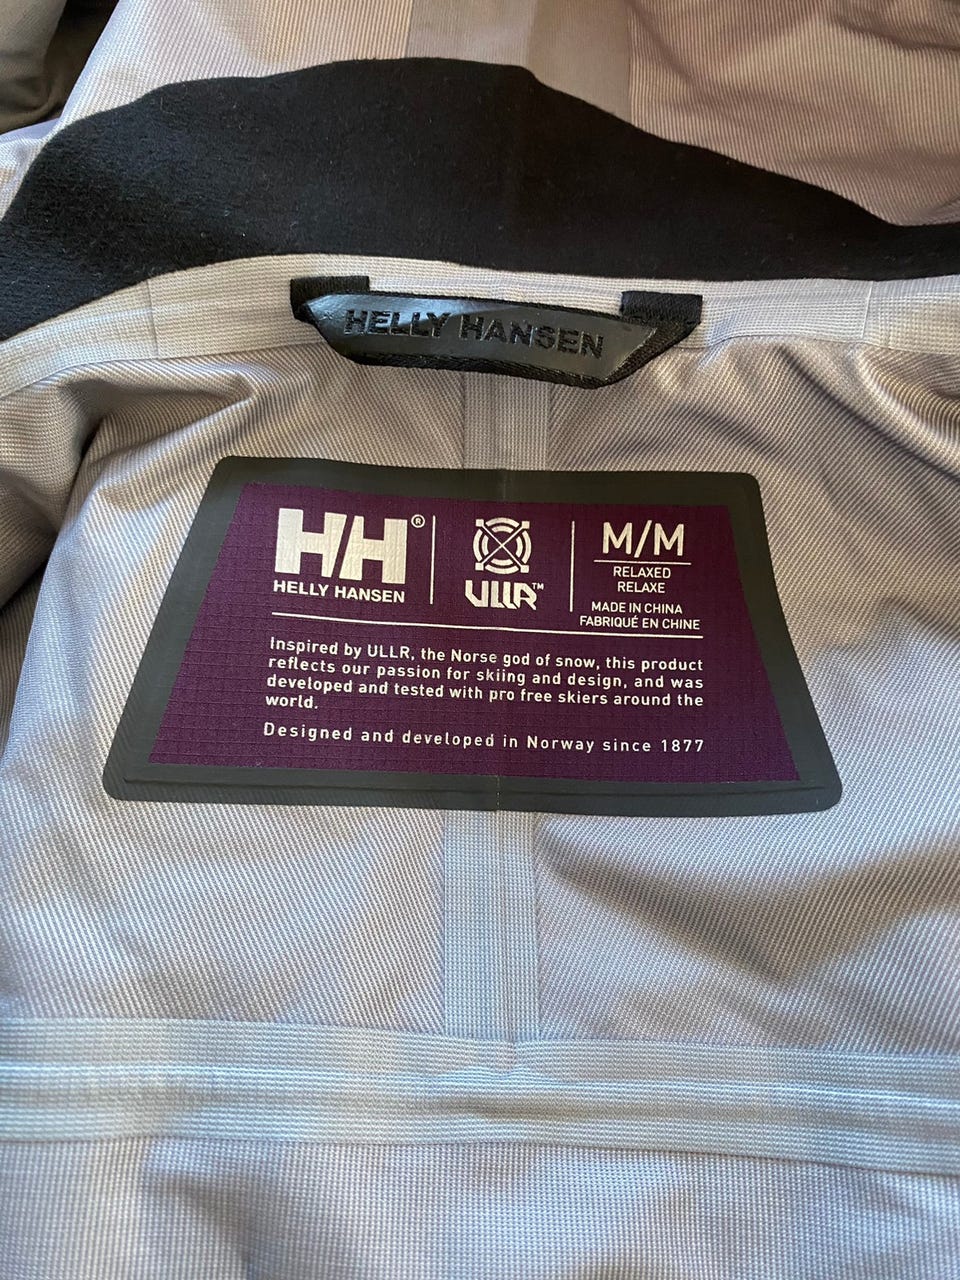 HELLY HANSEN
HH®
HELLY HANSEN
ULLR™
M/M
RELAXED
RELAXE
MADE IN CHINA
FABRIQUÉ EN CHINE
Inspired by ULLR, the Norse god of snow, this product
reflects our passion for skiing and design, and was
developed and tested with pro free skiers around the
world.
Designed and developed in Norway since 1877